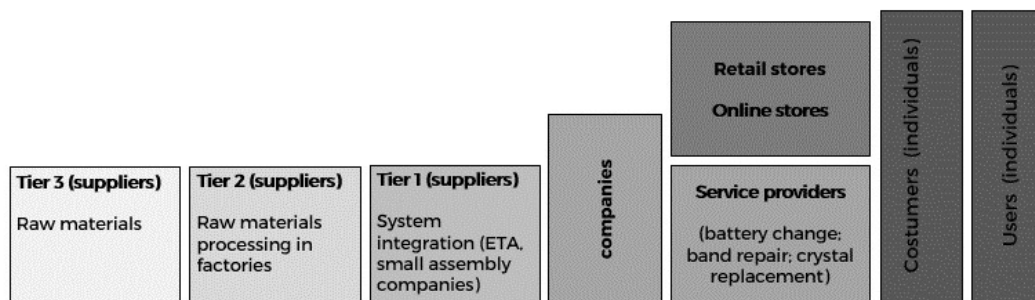 Tier 3 (suppliers)
Raw materials
Tier 2 (suppliers)
Raw materials
processing in
factories
Tier 1 (suppliers)
System
integration (ETA,
small assembly
companies)
companies
Retail stores
Online stores
Service providers
(battery change;
band repair; crystal
replacement)
Costumers (individuals)
Users (individuals)